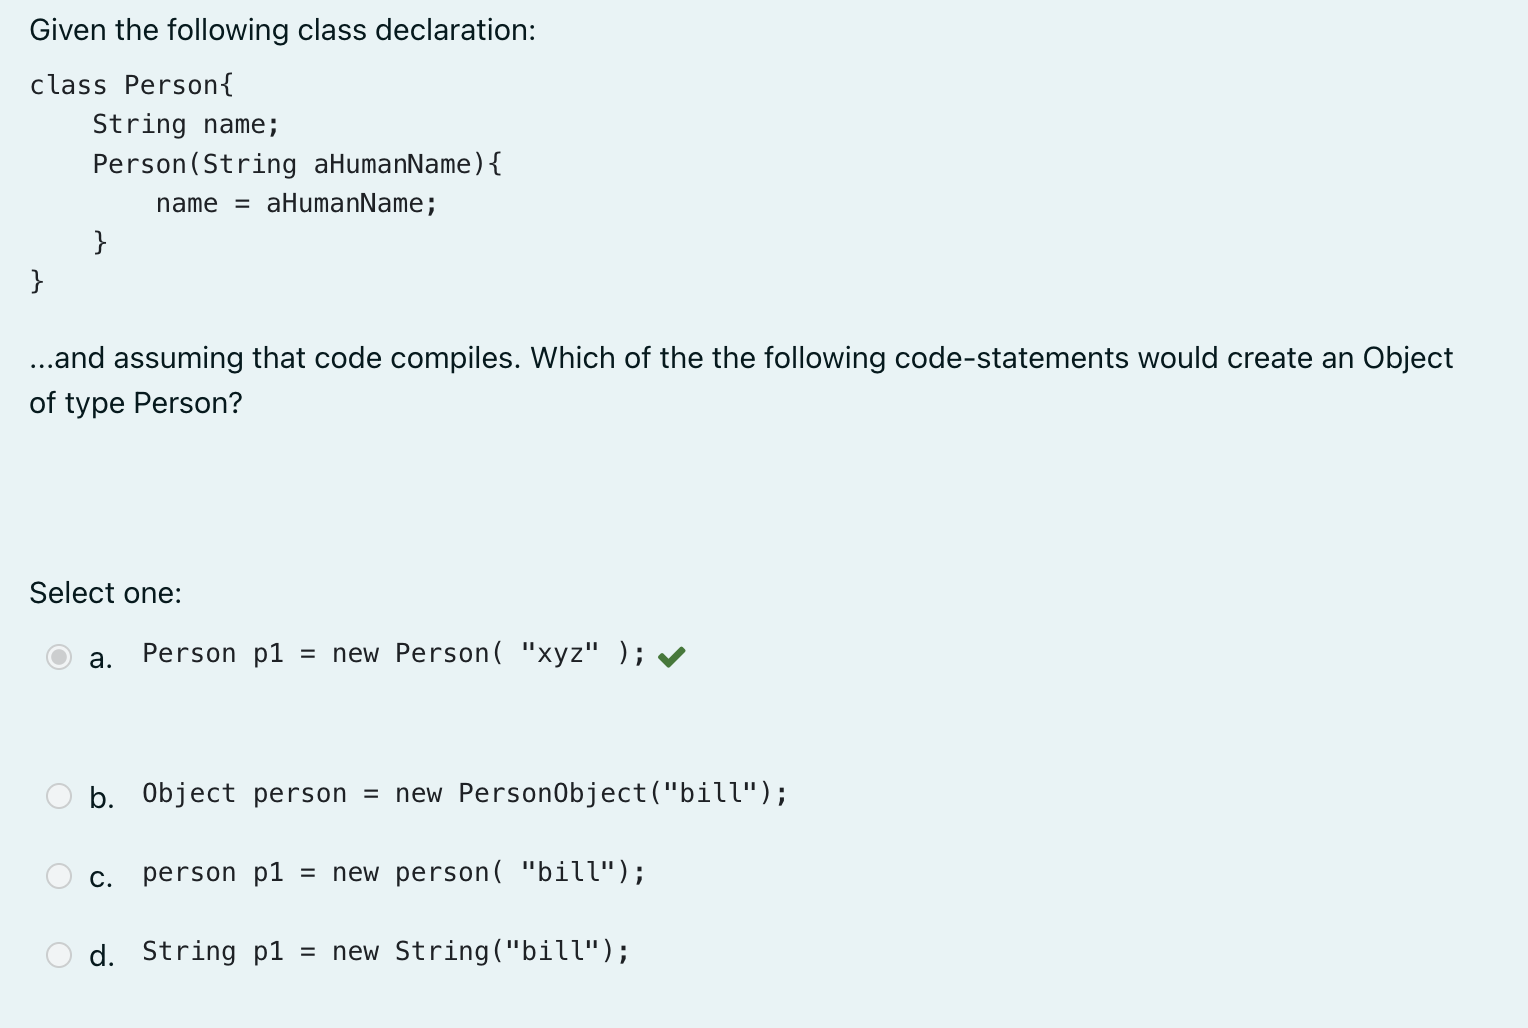 Given the following class declaration:
class Person{
    String name;
    Person(String aHumanName){
        name = aHumanName;
    }
}
...and assuming that code compiles. Which of the the following code-statements would create an Object
of type Person?
Select one:
a. Person p1 = new Person( "xyz" );
b. Object person = new PersonObject("bill");
c. person p1 = new person( "bill");
d. String p1 = new String("bill");